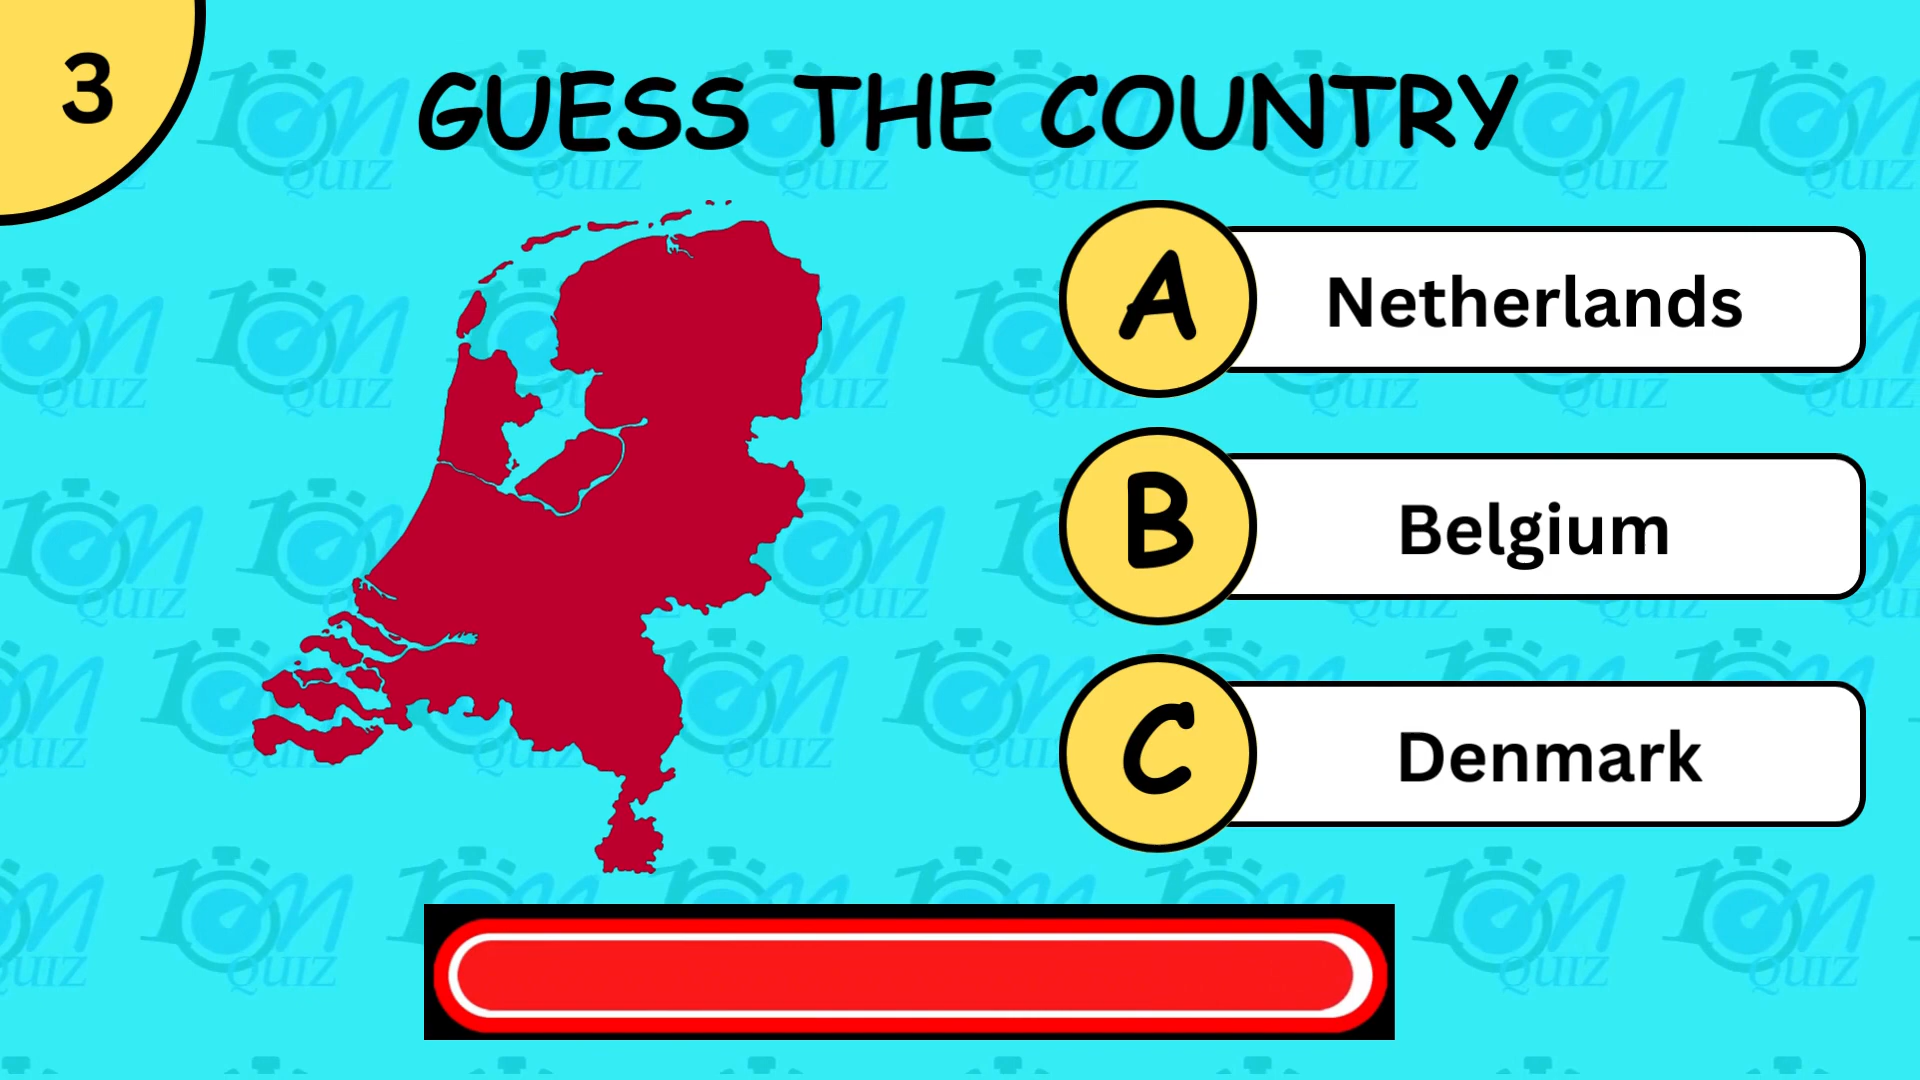 3
GUESS THE COUNTRY
A
Netherlands
B
Belgium
C
Denmark